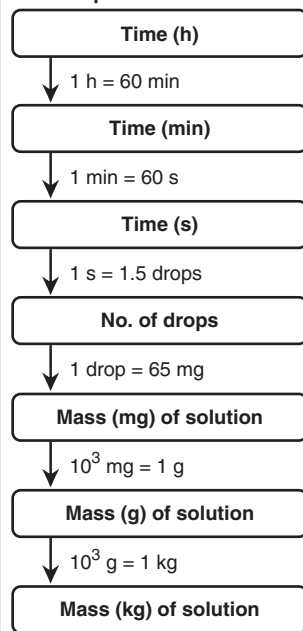 Time (h)
1 h = 60 min
Time (min)
1 min = 60 s
Time (s)
1 s = 1.5 drops
No. of drops
1 drop = 65 mg
Mass (mg) of solution
10³ mg = 1 g
Mass (g) of solution
10³ g = 1 kg
Mass (kg) of solution